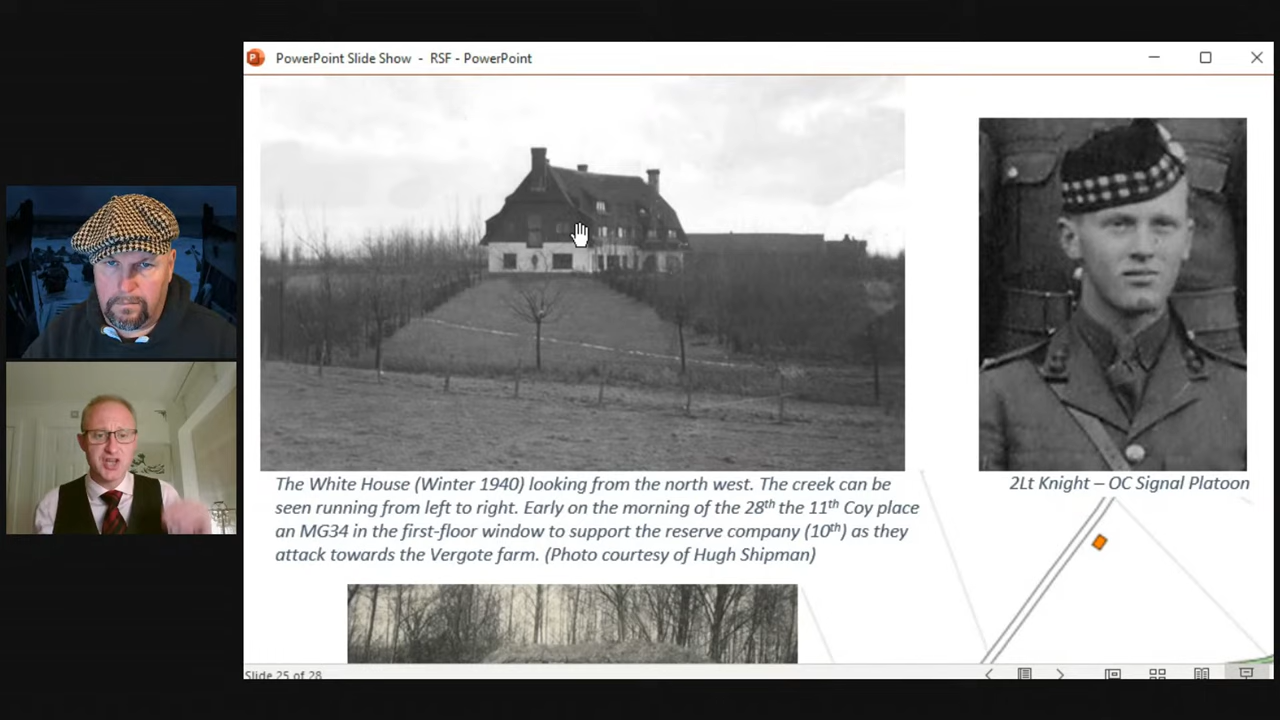 PowerPoint Slide Show - RSF - PowerPoint
The White House (Winter 1940) looking from the north west. The creek can be
seen running from left to right. Early on the morning of the 28th the 11th Coy place
an MG34 in the first-floor window to support the reserve company (10th) as they
attack towards the Vergote farm. (Photo courtesy of Hugh Shipman)
2Lt Knight – OC Signal Platoon
Slide 25 of 28